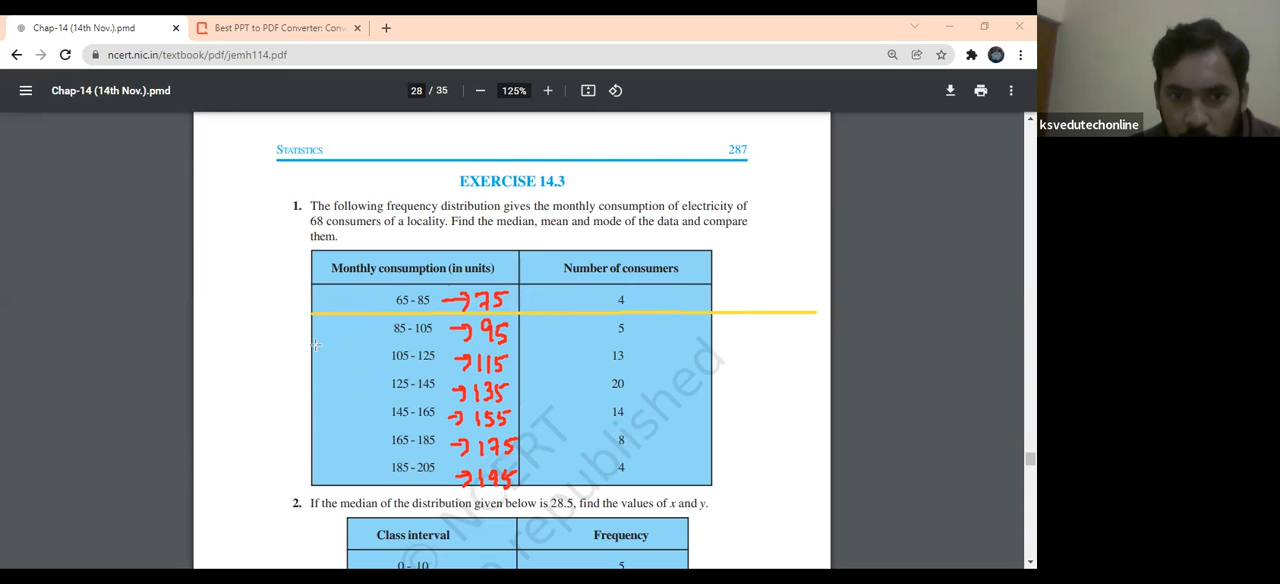 Chap-14 (14th Nov.).pmd
Best PPT to PDF Converter: Conv
ncert.nic.in/textbook/pdf/jemh114.pdf
Chap-14 (14th Nov.).pmd
28 / 35
125%
ksvedutechonline
STATISTICS 287
EXERCISE 14.3
1. The following frequency distribution gives the monthly consumption of electricity of
68 consumers of a locality. Find the median, mean and mode of the data and compare
them.
Monthly consumption (in units) Number of consumers
65 - 85 →75 4
85 - 105 →95 5
105 - 125 →115 13
125 - 145 →135 20
145 - 165 →155 14
165 - 185 →175 8
185 - 205 →195 4
© NCERT
republished
2. If the median of the distribution given below is 28.5, find the values of x and y.
Class interval Frequency
0 - 10 5